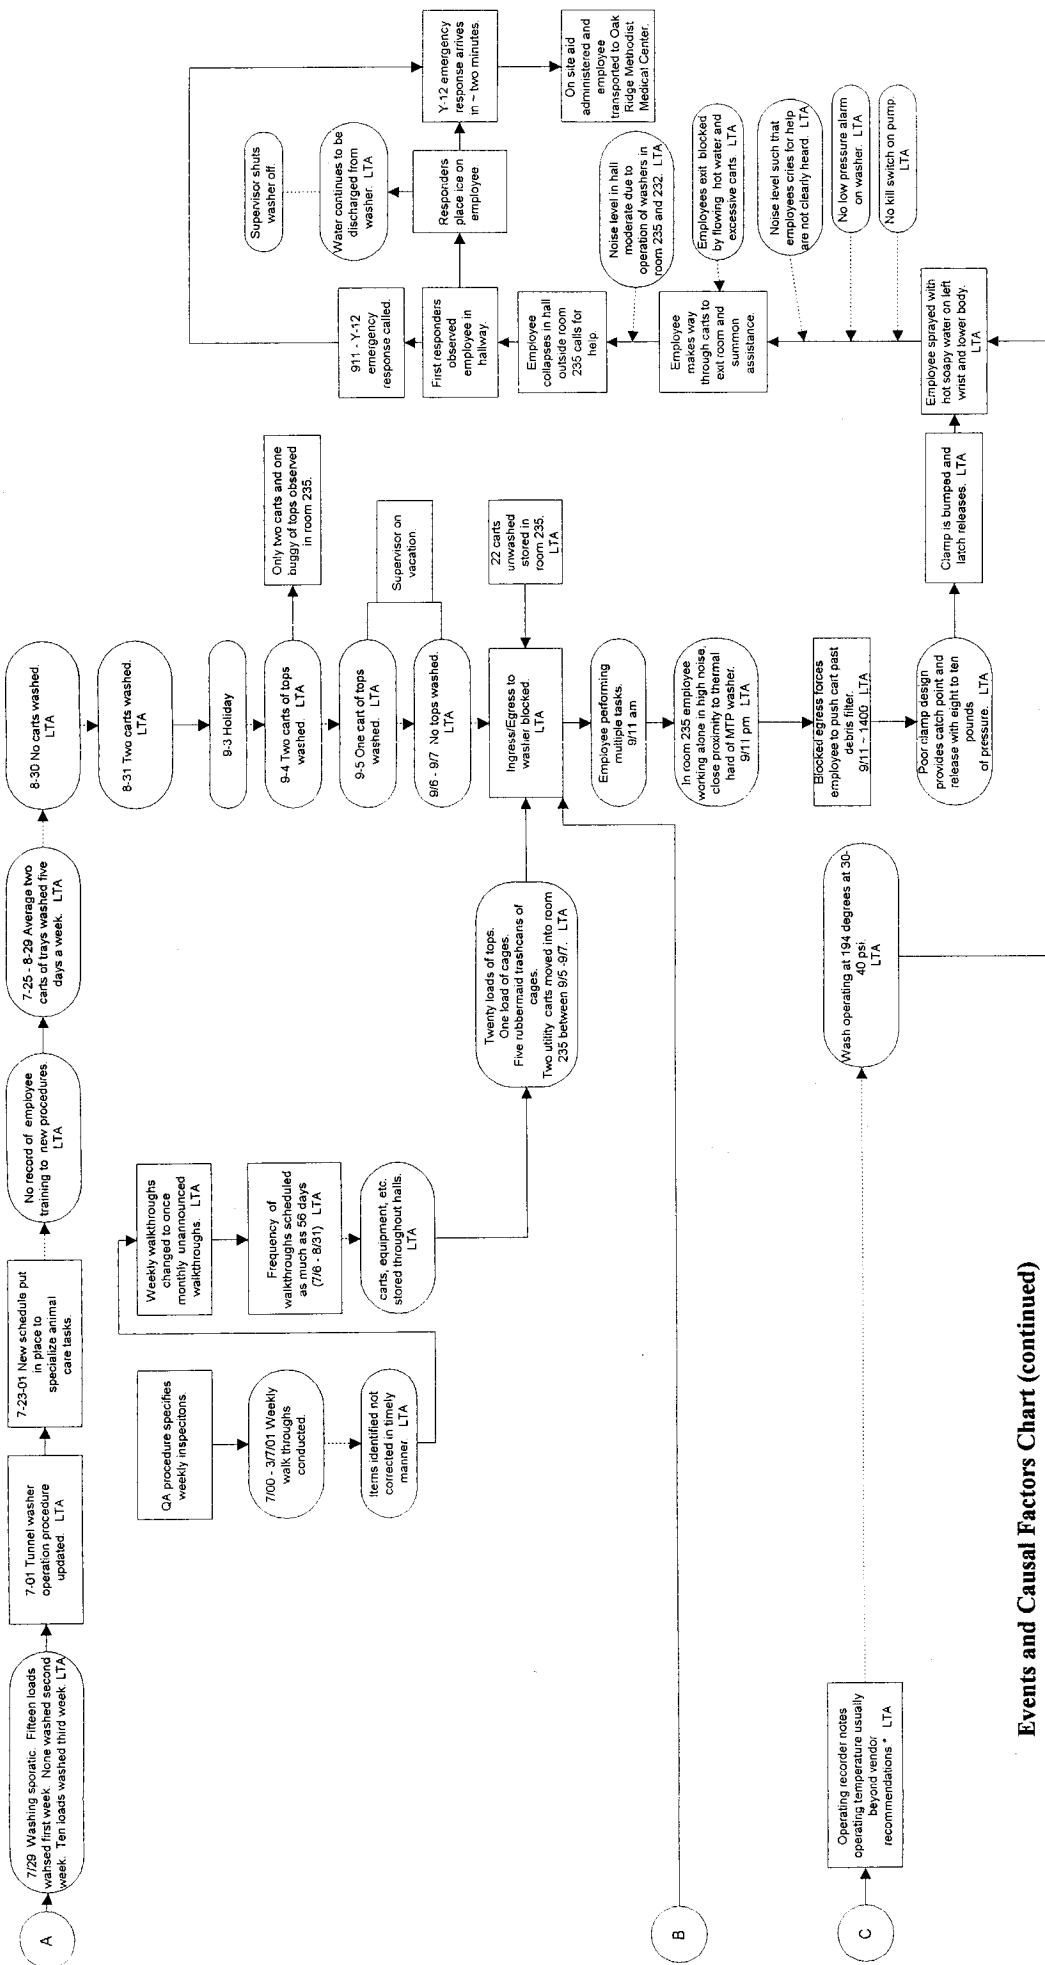 A
7/29 Washing sporatic. Fifteen loads
wahsed first week. None washed second
week. Ten loads washed third week. LTA
7-01 Tunnel washer
operation procedure
updated. LTA
7-23-01 New schedule put
in place to
specialize animal
care tasks.
No record of employee
training to new procedures.
LTA
7-25 - 8-29 Average two
carts of trays washed five
days a week. LTA
8-30 No carts washed.
LTA
8-31 Two carts washed.
LTA
9-3 Holiday
9-4 Two carts of tops
washed. LTA
Only two carts and one
buggy of tops observed
in room 235.
9-5 One cart of tops
washed. LTA
Supervisor on
vacation.
9/6 - 9/7 No tops washed.
LTA
QA procedure specifies
weekly inspecitons.
7/00 - 3/7/01 Weekly
walk throughs
conducted.
Items identified not
corrected in timely
manner. LTA
Weekly walkthroughs
changed to once
monthly unannounced
walkthroughs. LTA
Frequency of
walkthroughs scheduled
as much as 56 days
(7/6 - 8/31) LTA
carts, equipment, etc.
stored throughout halls.
LTA
Twenty loads of tops.
One load of cages.
Five rubbermaid trashcans of
cages.
Two utility carts moved into room
235 between 9/5 -9/7. LTA
22 carts
unwashed
stored in
room 235.
LTA
B
Ingress/Egress to
washer blocked.
LTA
Employee performing
multiple tasks.
9/11 am
In room 235 employee
working alone in high noise,
close proximity to thermal
hard of MTP washer.
9/11 pm LTA
Blocked egress forces
employee to push cart past
debris filter.
9/11 ~ 1400 LTA
Poor clamp design
provides catch point and
release with eight to ten
pounds
of pressure. LTA
Clamp is bumped and
latch releases. LTA
C
Operating recorder notes
operating temperature usually
beyond vendor
recommendations.* LTA
Wash operating at 194 degrees at 30-
40 psi.
LTA
Employee sprayed with
hot soapy water on left
wrist and lower body.
LTA
No kill switch on pump.
LTA
No low pressure alarm
on washer. LTA
Noise level such that
employees cries for help
are not clearly heard. LTA
Employee
makes way
through carts to
exit room and
summon
assistance.
Employees exit blocked
by flowing hot water and
excessive carts. LTA
Noise level in hall
moderate due to
operation of washers in
room 235 and 232. LTA
Employee
collapses in hall
outside room
235 calls for
help.
First responders
observed
employee in
hallway.
911 - Y-12
emergency
response called.
Responders
place ice on
employee.
Water continues to be
discharged from
washer. LTA
Supervisor shuts
washer off.
Y-12 emergency
response arrives
in ~ two minutes.
On site aid
administered and
employee
transported to Oak
Ridge Methodist
Medical Center.
Events and Causal Factors Chart (continued)